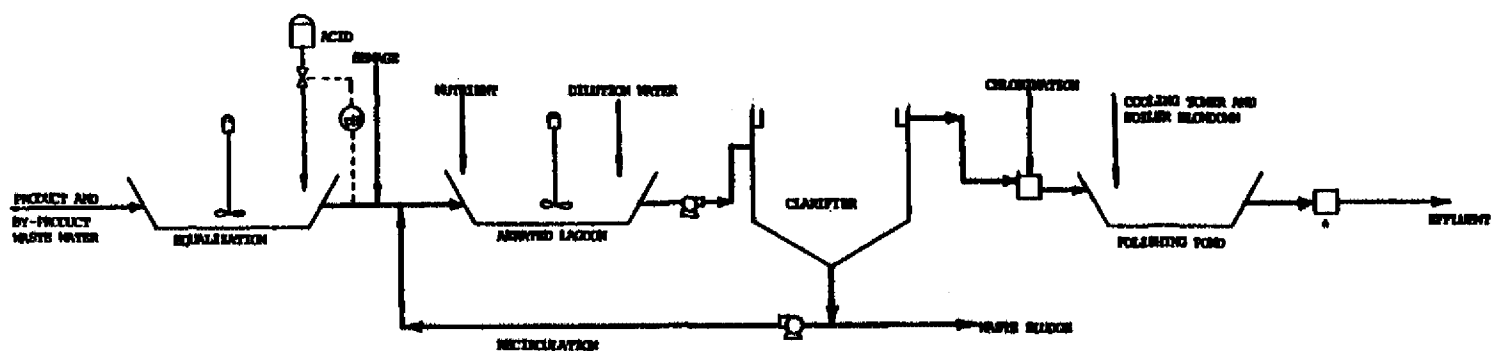 ACID
SEWAGE
NUTRIENT
DILUTION WATER
CHLORINATION
COOLING TOWER AND
BOILER BLOWDOWN
pH
PRODUCT AND
BY-PRODUCT
WASTE WATER
EQUALIZATION
AERATED LAGOON
CLARIFIER
POLISHING POND
EFFLUENT
WASTE SLUDGE
RECIRCULATION